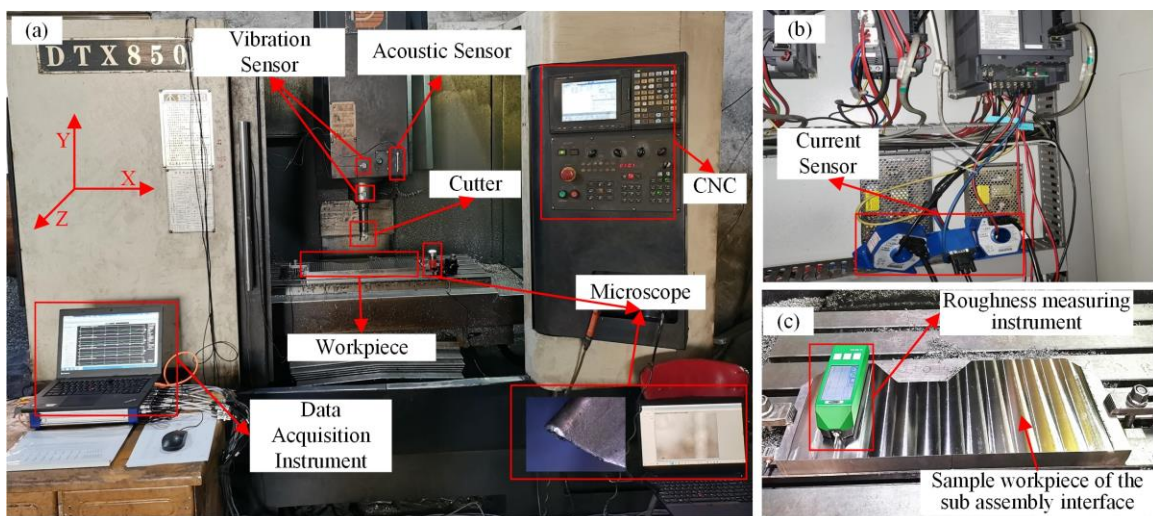 (a)
DTX850
Vibration
Sensor
Acoustic Sensor
Y
X
Z
Cutter
CNC
Microscope
Workpiece
Data
Acquisition
Instrument
(b)
Current
Sensor
(c)
Roughness measuring
instrument
Sample workpiece of the
sub assembly interface